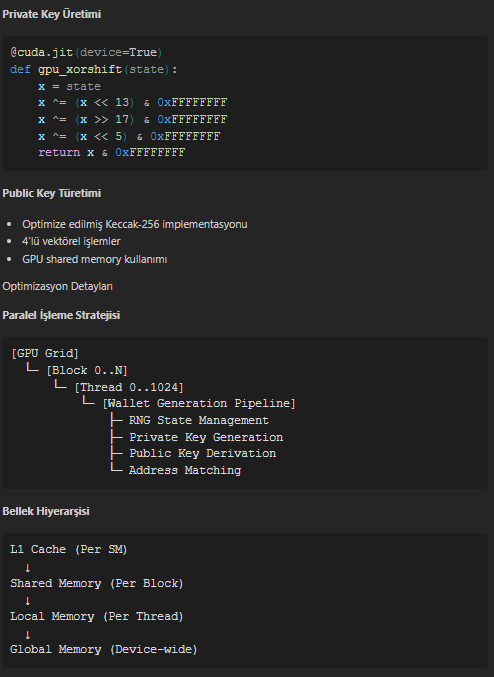 Private Key Üretimi
@cuda.jit(device=True)
def gpu_xorshift(state):
    x = state
    x ^= (x << 13) & 0xFFFFFFFF
    x ^= (x >> 17) & 0xFFFFFFFF
    x ^= (x << 5) & 0xFFFFFFFF
    return x & 0xFFFFFFFF
Public Key Türetimi
• Optimize edilmiş Keccak-256 implementasyonu
• 4'lü vektörel işlemler
• GPU shared memory kullanımı
Optimizasyon Detayları
Paralel İşleme Stratejisi
[GPU Grid]
  └─ [Block 0..N]
      └─ [Thread 0..1024]
          └─ [Wallet Generation Pipeline]
              ├─ RNG State Management
              ├─ Private Key Generation
              ├─ Public Key Derivation
              └─ Address Matching
Bellek Hiyerarşisi
L1 Cache (Per SM)
  ↓
Shared Memory (Per Block)
  ↓
Local Memory (Per Thread)
  ↓
Global Memory (Device-wide)